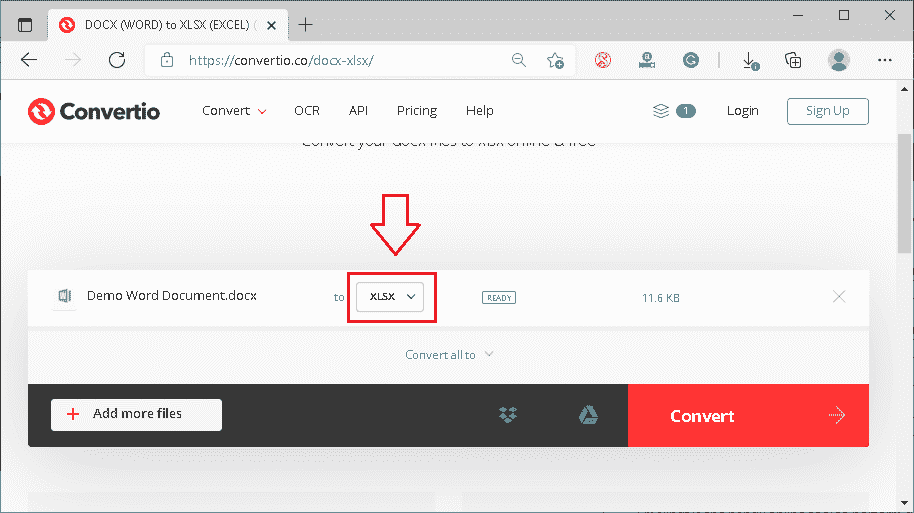 DOCX (WORD) to XLSX (EXCEL) (
https://convertio.co/docx-xlsx/
Convertio
Convert
OCR
API
Pricing
Help
1
Login
Sign Up
Convert your docx files to xlsx online & free
Demo Word Document.docx
to
XLSX
READY
11.6 KB
Convert all to
Add more files
Convert